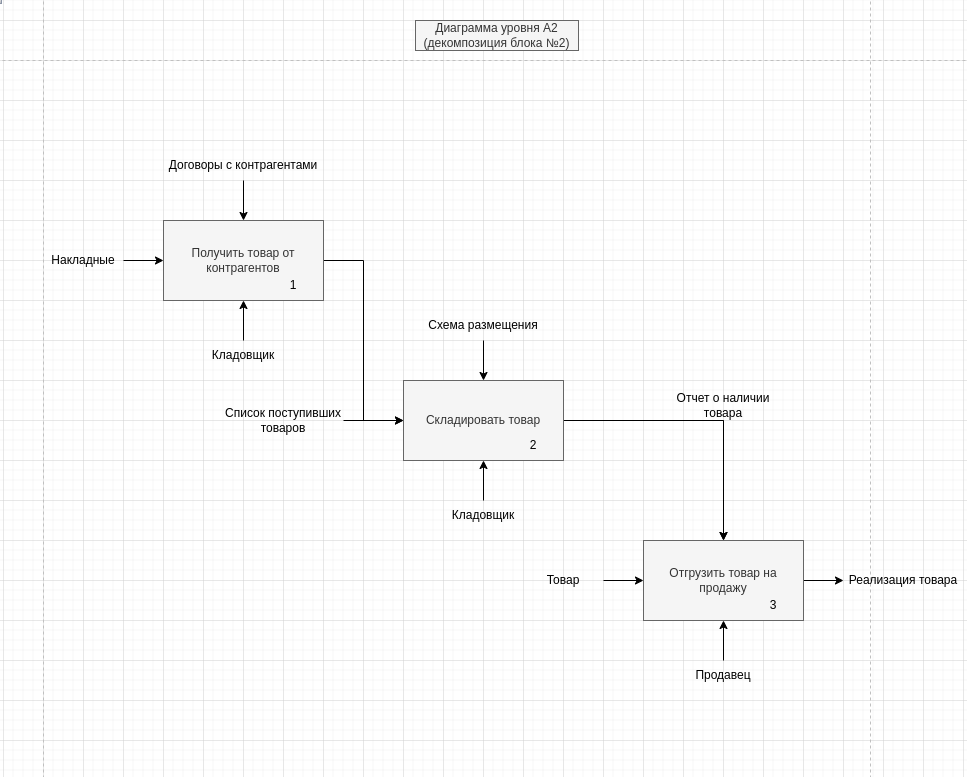 Диаграмма уровня А2
(декомпозиция блока №2)
Договоры с контрагентами
Накладные
Получить товар от
контрагентов
1
Кладовщик
Схема размещения
Список поступивших
товаров
Складировать товар
2
Кладовщик
Отчет о наличии
товара
Товар
Отгрузить товар на
продажу
3
Реализация товара
Продавец